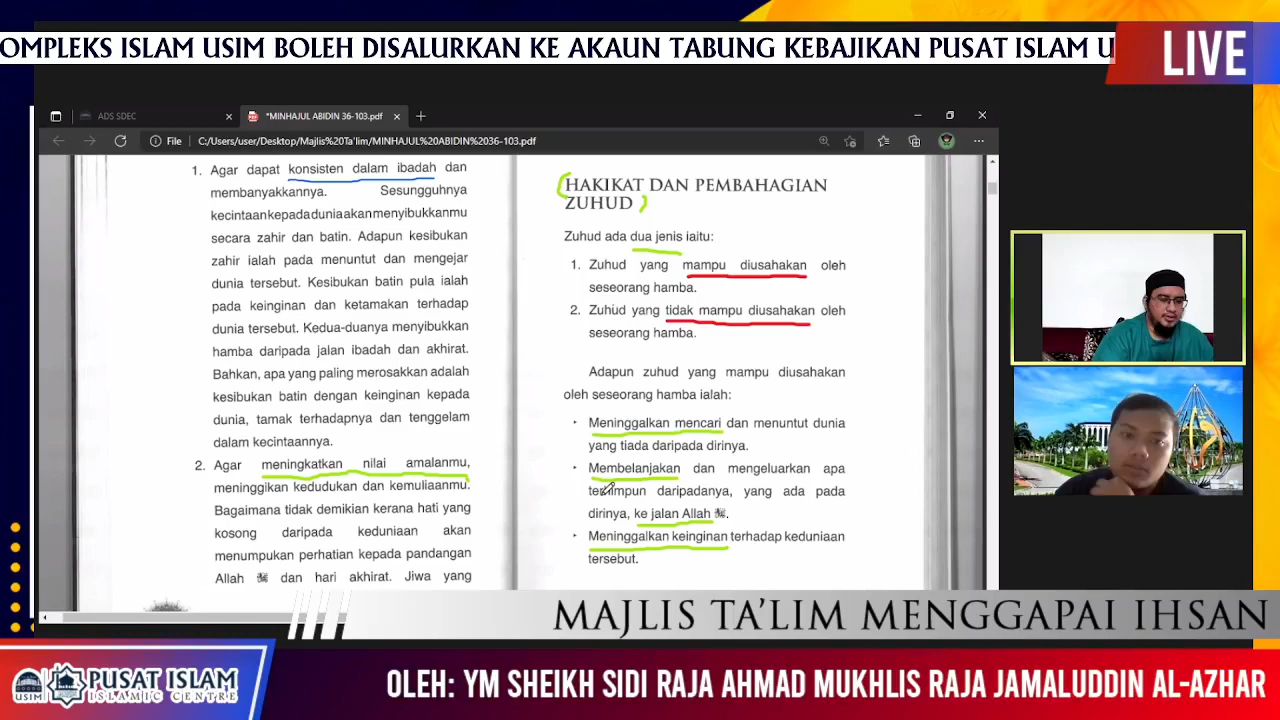 OMPLEKS ISLAM USIM BOLEH DISALURKAN KE AKAUN TABUNG KEBAJIKAN PUSAT ISLAM U
LIVE
ADS SDEC
*MINHAJUL ABIDIN 36-103.pdf
File
C:/Users/user/Desktop/Majlis%20Ta'lim/MINHAJUL%20ABIDIN%2036-103.pdf
1. Agar dapat konsisten dalam ibadah dan
membanyakkannya. Sesungguhnya
kecintaan kepada dunia akan menyibukkanmu
secara zahir dan batin. Adapun kesibukan
zahir ialah pada menuntut dan mengejar
dunia tersebut. Kesibukan batin pula ialah
pada keinginan dan ketamakan terhadap
dunia tersebut. Kedua-duanya menyibukkan
hamba daripada jalan ibadah dan akhirat.
Bahkan, apa yang paling merosakkan adalah
kesibukan batin dengan keinginan kepada
dunia, tamak terhadapnya dan tenggelam
dalam kecintaannya.
2. Agar meningkatkan nilai amalanmu,
meninggikan kedudukan dan kemuliaanmu.
Bagaimana tidak demikian kerana hati yang
kosong daripada keduniaan akan
menumpukan perhatian kepada pandangan
Allah dan hari akhirat. Jiwa yang
HAKIKAT DAN PEMBAHAGIAN
ZUHUD
Zuhud ada dua jenis iaitu:
1. Zuhud yang mampu diusahakan oleh
seseorang hamba.
2. Zuhud yang tidak mampu diusahakan oleh
seseorang hamba.
Adapun zuhud yang mampu diusahakan
oleh seseorang hamba ialah:
Meninggalkan mencari dan menuntut dunia
yang tiada daripada dirinya.
Membelanjakan dan mengeluarkan apa
terhimpun daripadanya, yang ada pada
dirinya, ke jalan Allah.
Meninggalkan keinginan terhadap keduniaan
tersebut.
MAJLIS TA'LIM MENGGAPAI IHSAN
USIM
PUSAT ISLAM
ISLAMIC CENTRE
OLEH: YM SHEIKH SIDI RAJA AHMAD MUKHLIS RAJA JAMALUDDIN AL-AZHAR